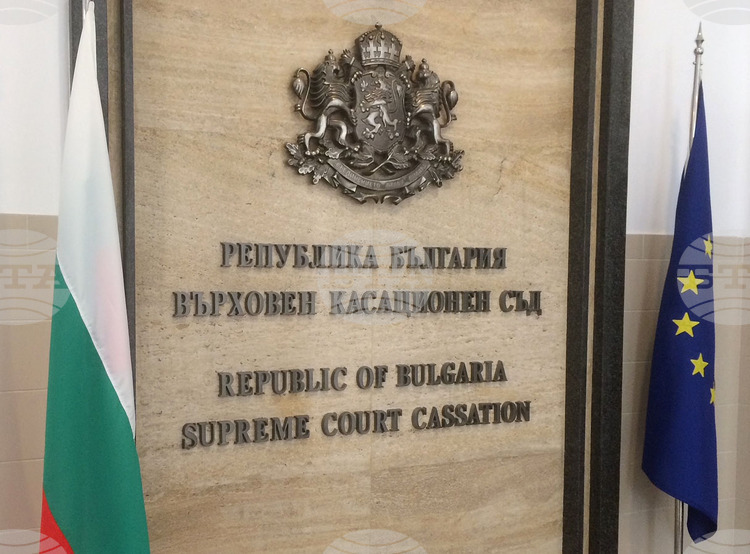 РЕПУБЛИКА БЪЛГАРИЯ
ВЪРХОВЕН КАСАЦИОНЕН СЪД
REPUBLIC OF BULGARIA
SUPREME COURT CASSATION